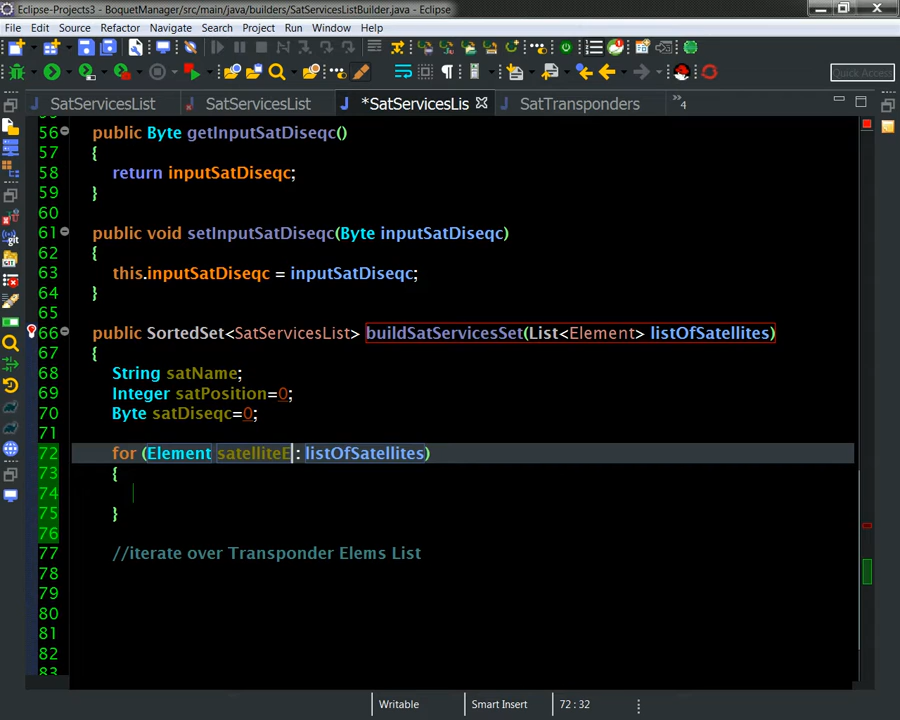 Eclipse-Projects3 - BoquetManager/src/main/java/builders/SatServicesListBuilder.java - Eclipse
File Edit Source Refactor Navigate Search Project Run Window Help
Quick Access
SatServicesList SatServicesList *SatServicesLis SatTransponders »4
56 public Byte getInputSatDiseqc()
57 {
58 return inputSatDiseqc;
59 }
60
61 public void setInputSatDiseqc(Byte inputSatDiseqc)
62 {
63 this.inputSatDiseqc = inputSatDiseqc;
64 }
65
66 public SortedSet<SatServicesList> buildSatServicesSet(List<Element> listOfSatellites)
67 {
68 String satName;
69 Integer satPosition=0;
70 Byte satDiseqc=0;
71
72 for (Element satelliteE : listOfSatellites)
73 {
74
75 }
76
77 //iterate over Transponder Elems List
78
79
80
81
82
83
Writable Smart Insert 72 : 32